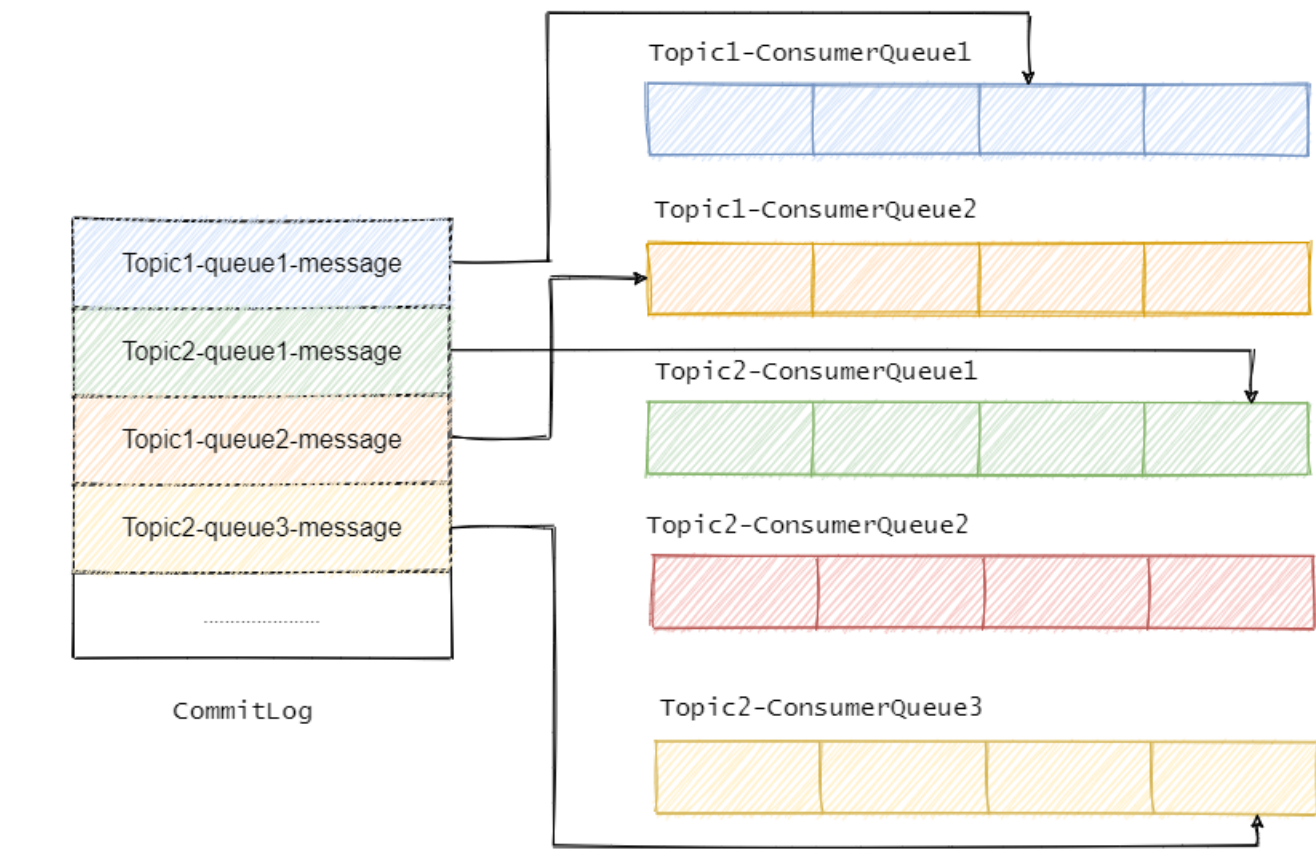 Topic1-ConsumerQueue1
Topic1-ConsumerQueue2
Topic1-queue1-message
Topic2-queue1-message
Topic2-ConsumerQueue1
Topic1-queue2-message
Topic2-queue3-message
Topic2-ConsumerQueue2
CommitLog
Topic2-ConsumerQueue3